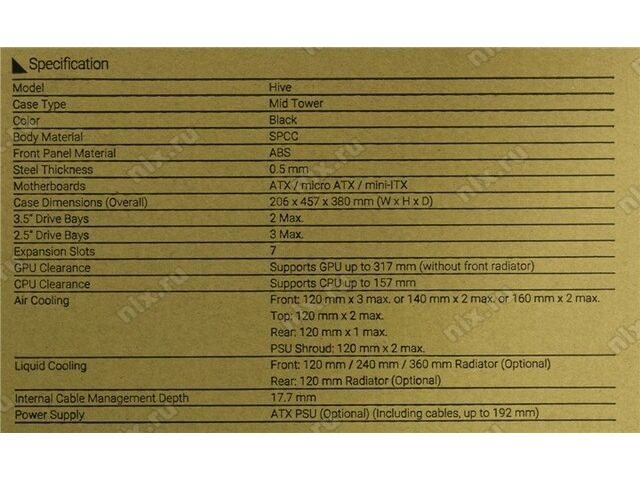 Specification
Model Hive
Case Type Mid Tower
Color Black
Body Material SPCC
Front Panel Material ABS
Steel Thickness 0.5 mm
Motherboards ATX / micro ATX / mini-ITX
Case Dimensions (Overall) 206 x 457 x 380 mm (W x H x D)
3.5" Drive Bays 2 Max.
2.5" Drive Bays 3 Max.
Expansion Slots 7
GPU Clearance Supports GPU up to 317 mm (without front radiator)
CPU Clearance Supports CPU up to 157 mm
Air Cooling Front: 120 mm x 3 max. or 140 mm x 2 max. or 160 mm x 2 max.
Top: 120 mm x 2 max.
Rear: 120 mm x 1 max.
PSU Shroud: 120 mm x 2 max.
Liquid Cooling Front: 120 mm / 240 mm / 360 mm Radiator (Optional)
Rear: 120 mm Radiator (Optional)
Internal Cable Management Depth 17.7 mm
Power Supply ATX PSU (Optional) (Including cables, up to 192 mm)
nix.ru